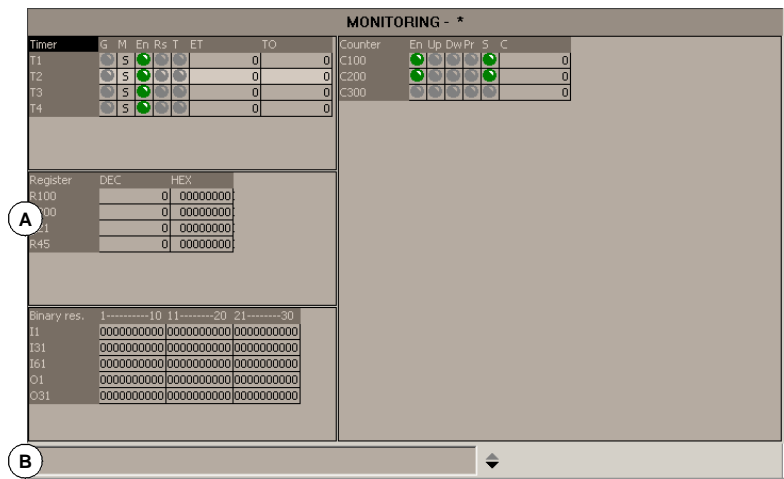 MONITORING - *
Timer G M En Rs T ET TO
T1 S 0 0
T2 S 0 0
T3 S 0 0
T4 S 0 0
Counter En Up Dw Pr S C
C100 0
C200 0
C300 0
Register DEC HEX
R100 0 00000000
0 00000000
0 00000000
R45 0 00000000
A
Binary res. 1----------10 11--------20 21--------30
I1 0000000000 0000000000 0000000000
I31 0000000000 0000000000 0000000000
I61 0000000000 0000000000 0000000000
O1 0000000000 0000000000 0000000000
O31 0000000000 0000000000 0000000000
B